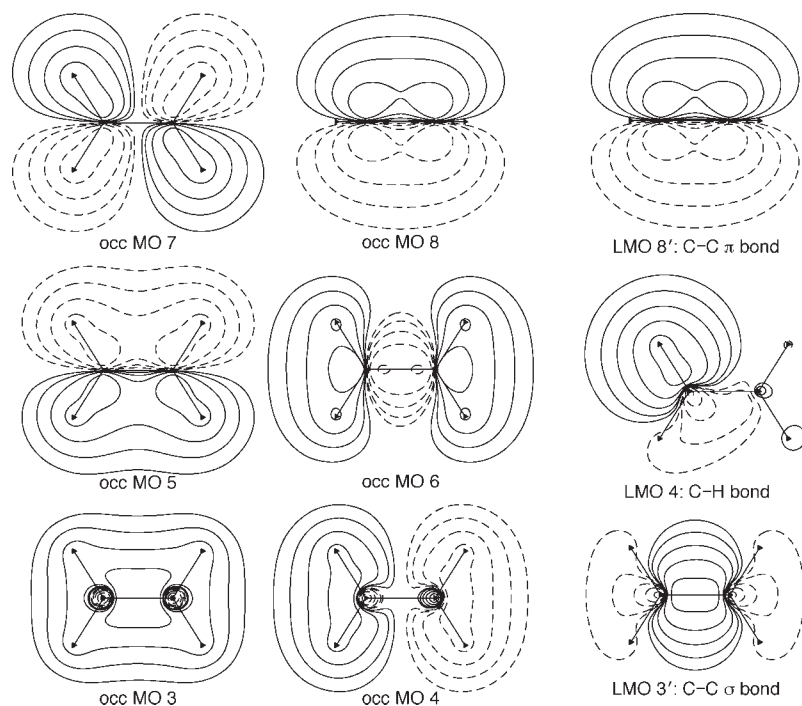 occ MO 7
occ MO 8
LMO 8′: C–C π bond
occ MO 5
occ MO 6
LMO 4: C–H bond
occ MO 3
occ MO 4
LMO 3′: C–C σ bond